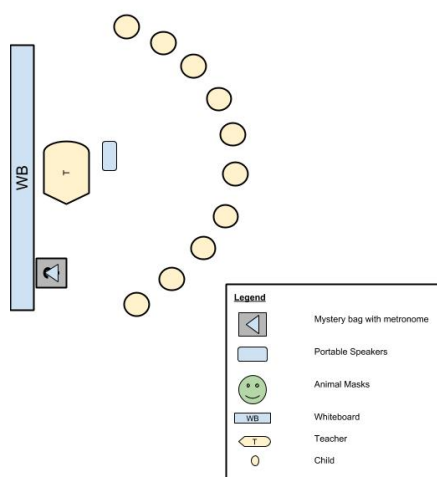 WB
T
Legend
Mystery bag with metronome
Portable Speakers
Animal Masks
WB
Whiteboard
T
Teacher
Child